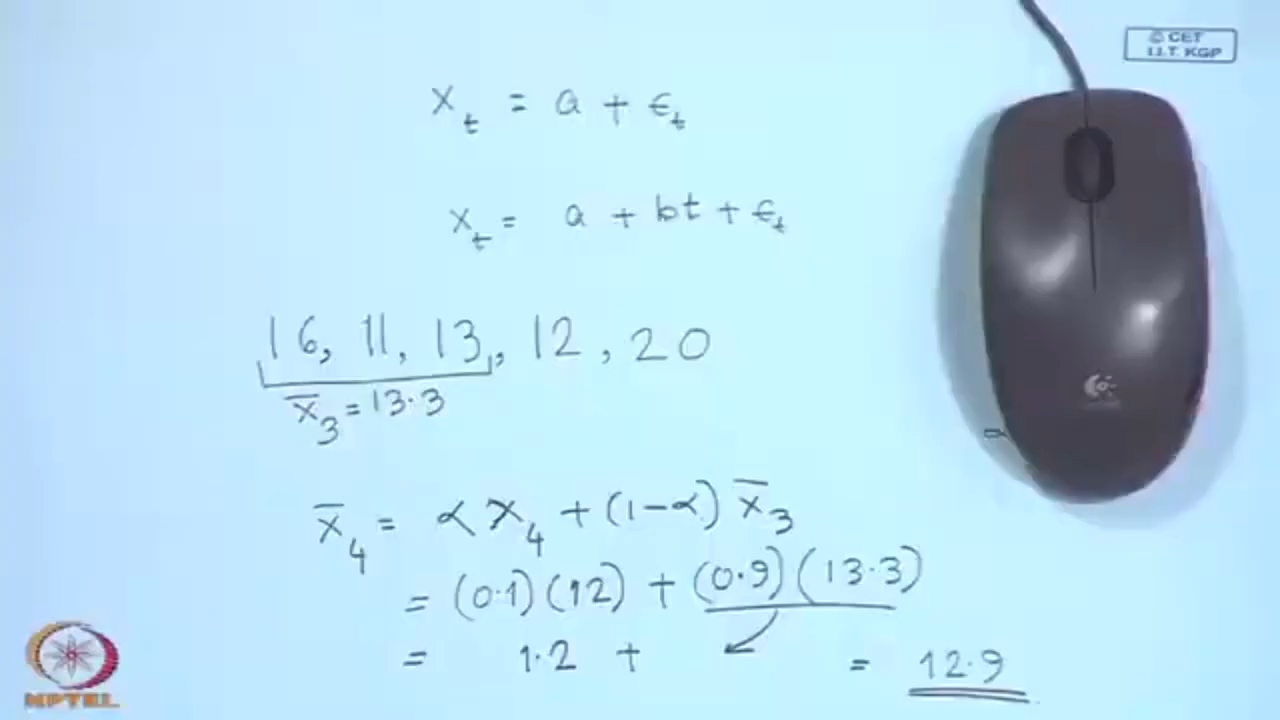 © CET
I.I.T. KGP
X_t = a + ϵ_t
X_t = a + bt + ϵ_t
16, 11, 13, 12, 20
x̄_3 = 13.3
x̄_4 = α X_4 + (1-α) x̄_3
= (0.1)(12) + (0.9)(13.3)
= 1.2 + ↙ = 12.9
NPTEL